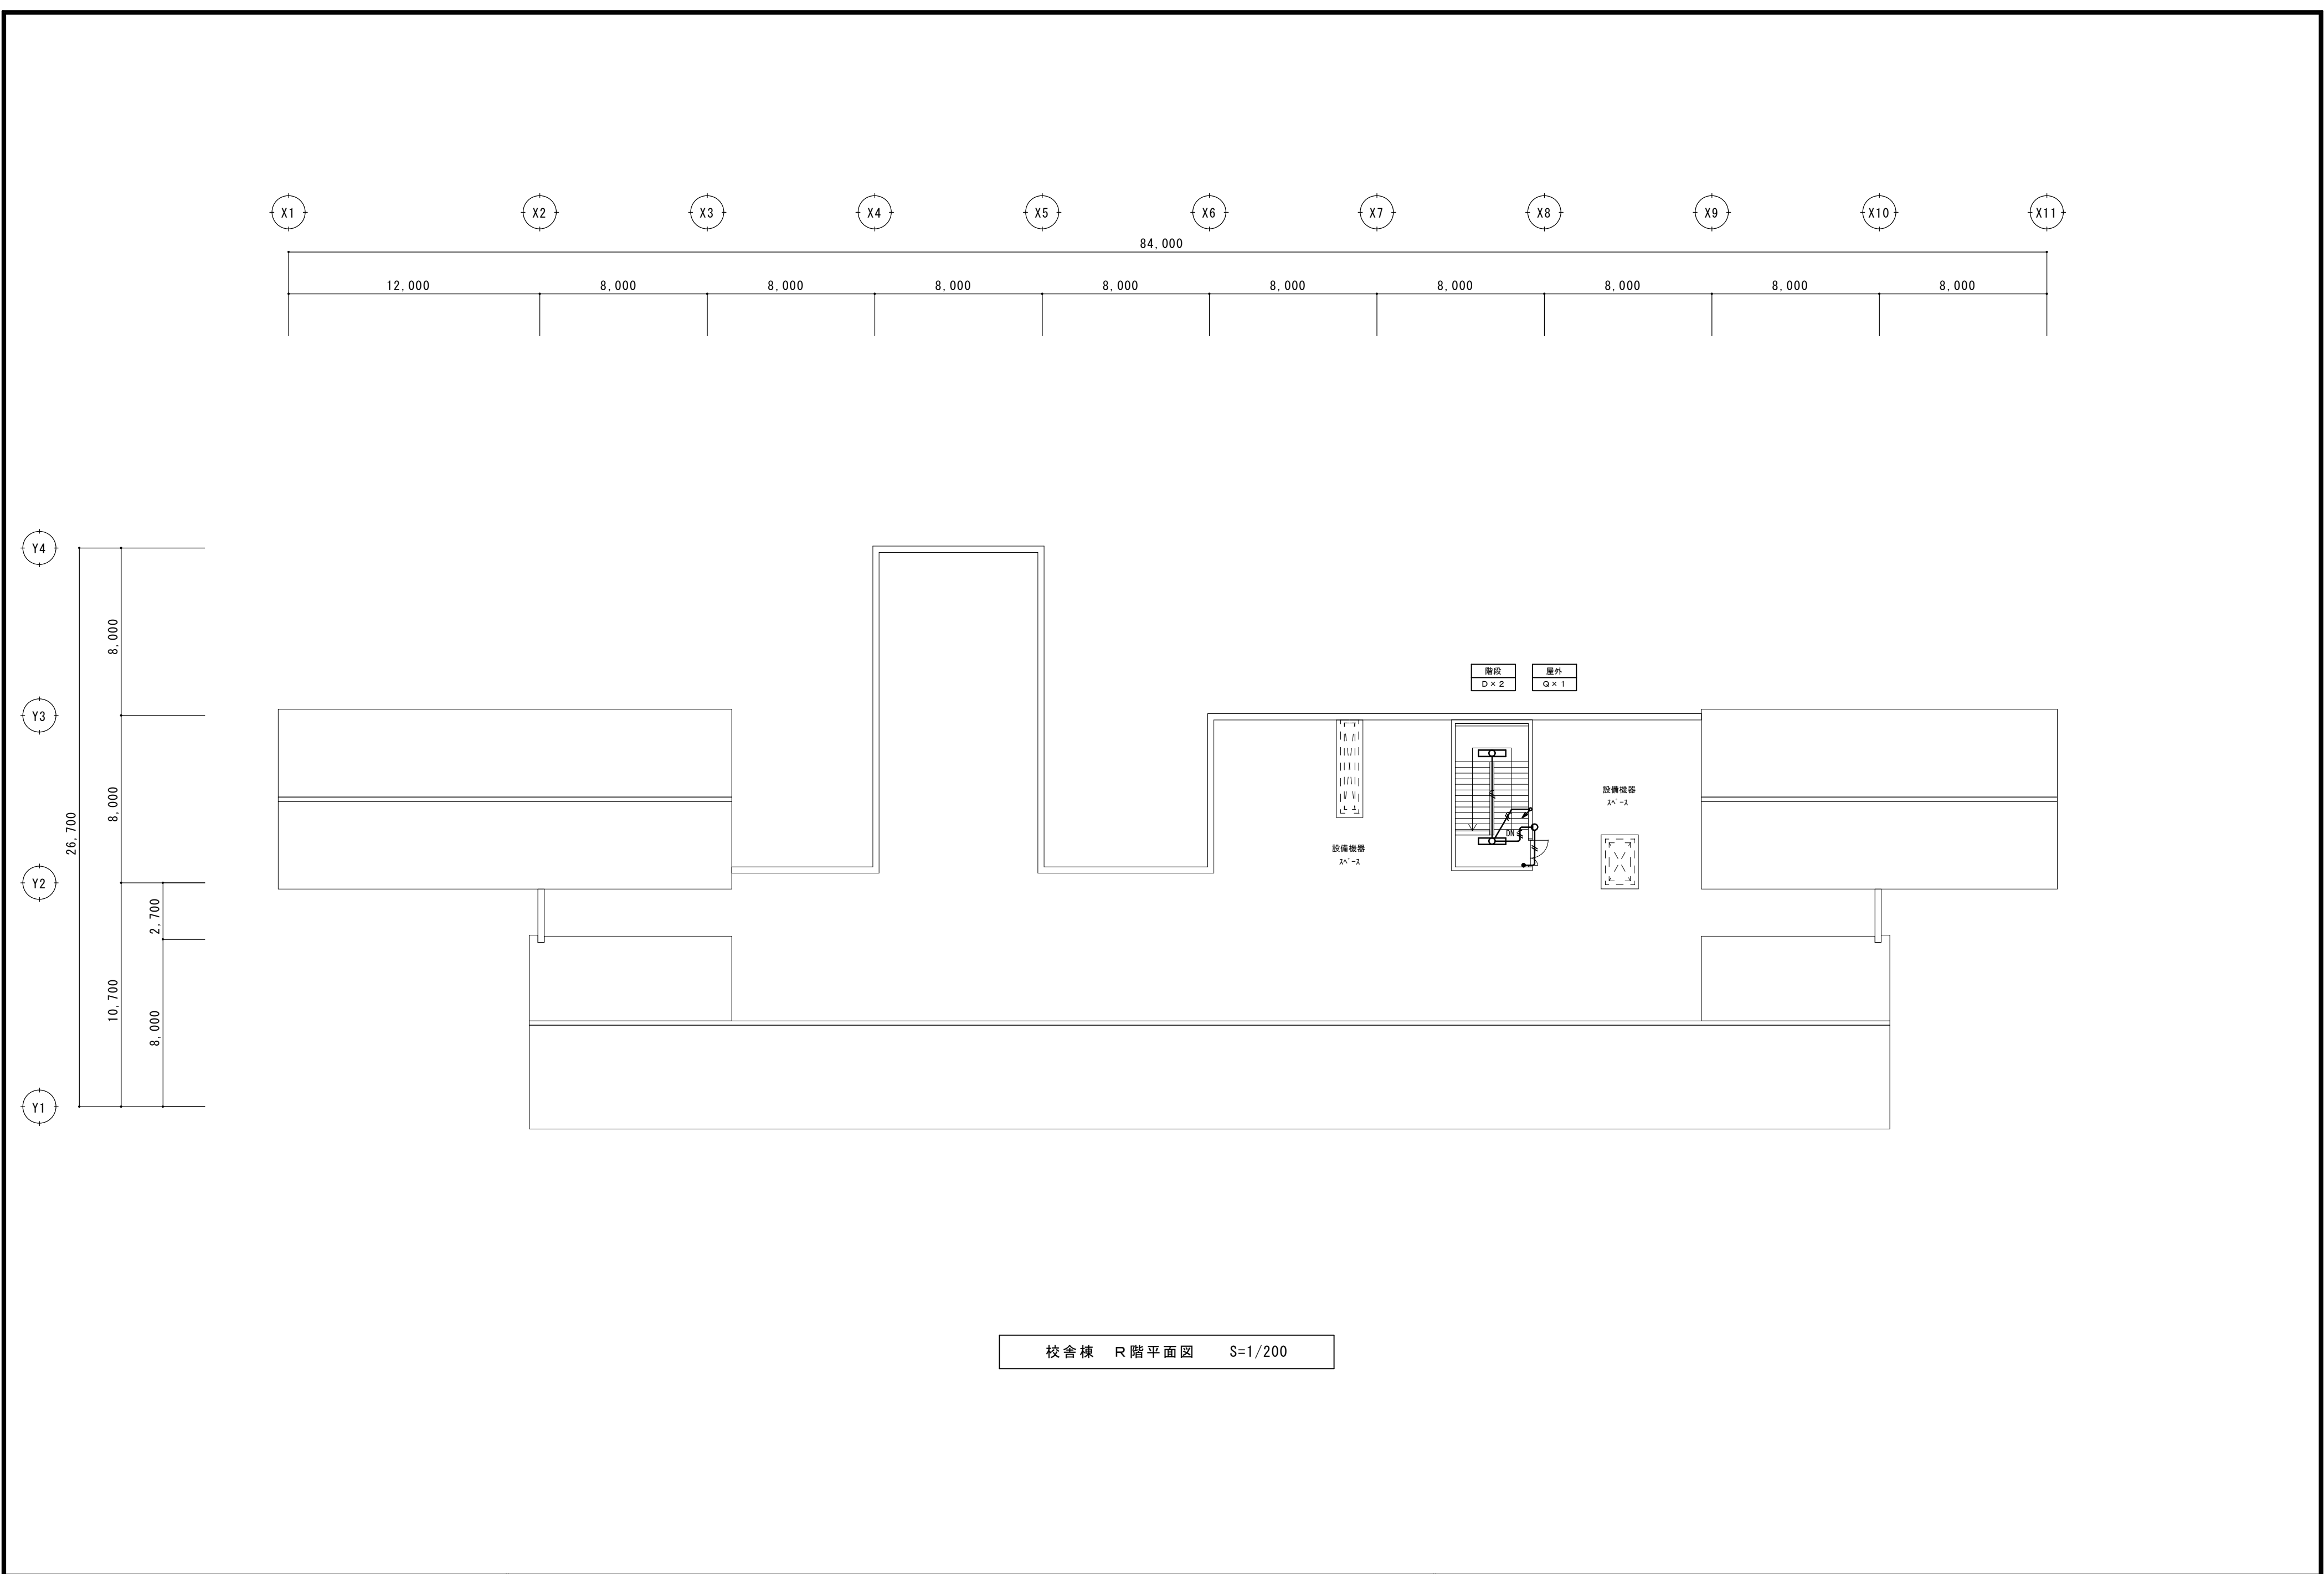 X1 X2 X3 X4 X5 X6 X7 X8 X9 X10 X11
84,000
12,000 8,000 8,000 8,000 8,000 8,000 8,000 8,000 8,000 8,000
Y4
8,000
階段 屋外
D×2 Q×1
Y3
8,000
26,700
設備機器
スペース
DN
設備機器
スペース
Y2
2,700
10,700
8,000
Y1
校舎棟 R階平面図 S=1/200